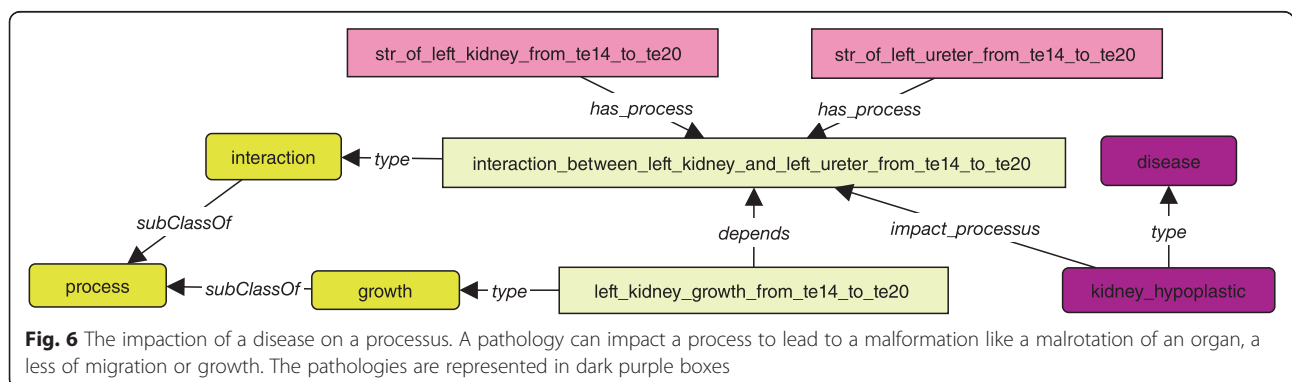 str_of_left_kidney_from_te14_to_te20
str_of_left_ureter_from_te14_to_te20
has_process
has_process
interaction
type
interaction_between_left_kidney_and_left_ureter_from_te14_to_te20
disease
subClassOf
depends
impact_processus
type
process
subClassOf
growth
type
left_kidney_growth_from_te14_to_te20
kidney_hypoplastic
Fig. 6 The impaction of a disease on a processus. A pathology can impact a process to lead to a malformation like a malrotation of an organ, a
less of migration or growth. The pathologies are represented in dark purple boxes